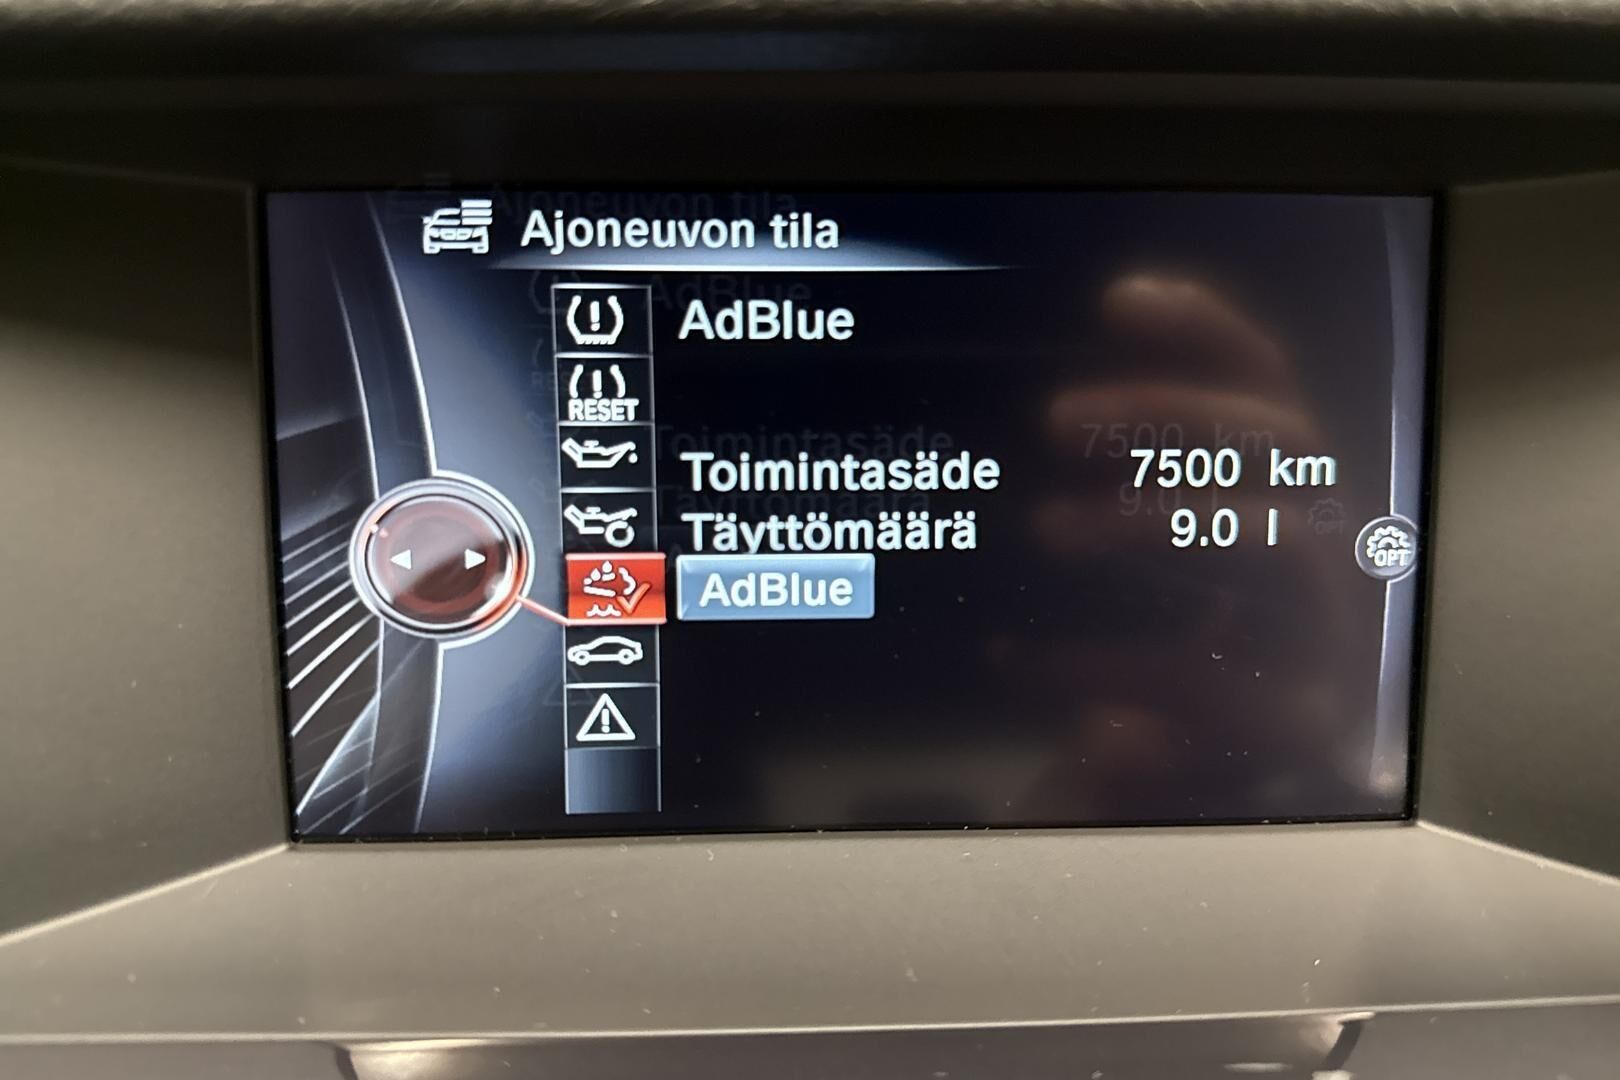 Ajoneuvon tila
AdBlue
RESET
Toimintasäde 7500 km
Täyttömäärä 9.0 l
AdBlue
OPT